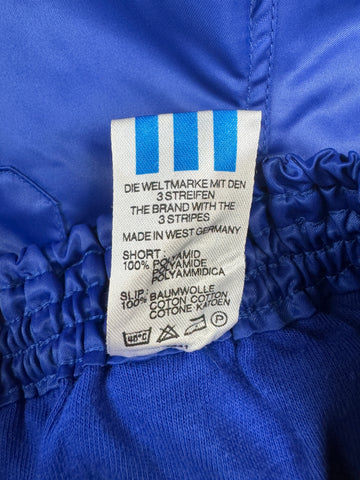 DIE WELTMARKE MIT DEN
3 STREIFEN
THE BRAND WITH THE
3 STRIPES
MADE IN WEST GERMANY
SHORT: POLYAMID
100% POLYAMIDE
POLYAMMIDICA
SLIP: BAUMWOLLE
100% COTON COTTON
COTONE-KATOEN
40°C P